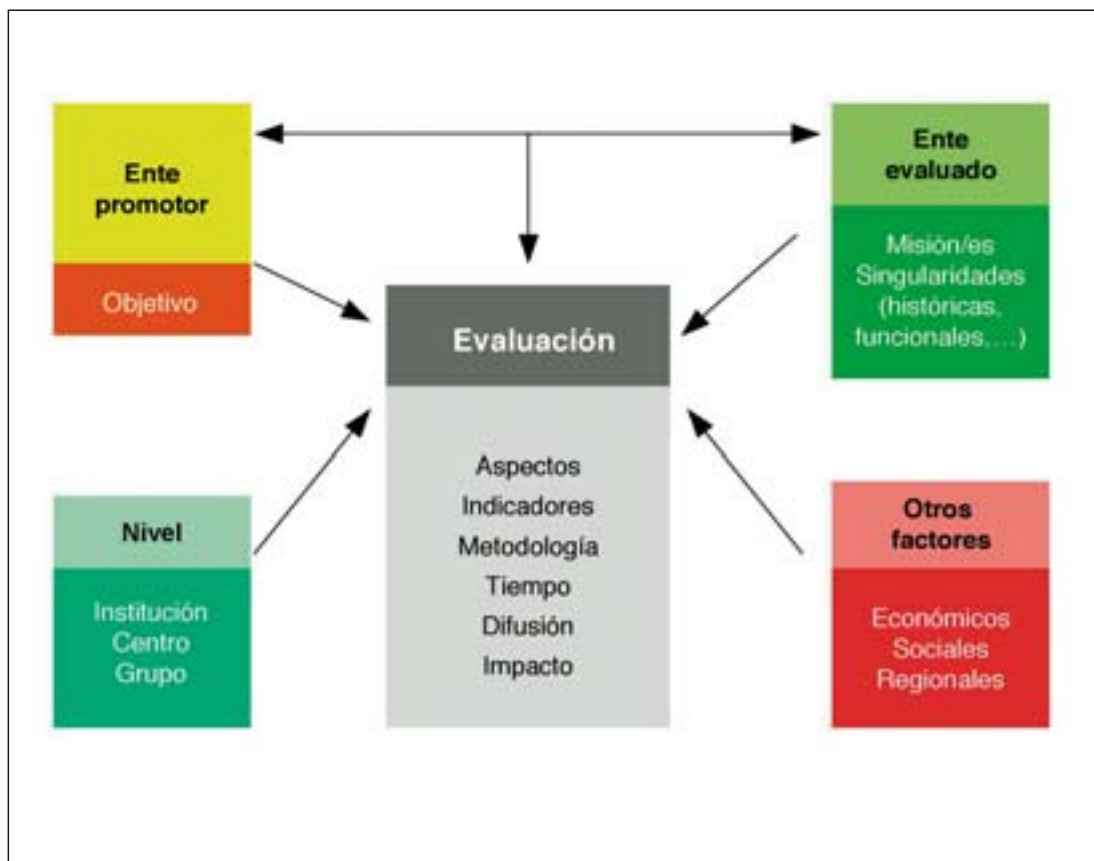 Ente
promotor
Objetivo
Ente
evaluado
Misión/es
Singularidades
(históricas,
funcionales,...)
Evaluación
Aspectos
Indicadores
Metodología
Tiempo
Difusión
Impacto
Nivel
Institución
Centro
Grupo
Otros
factores
Económicos
Sociales
Regionales